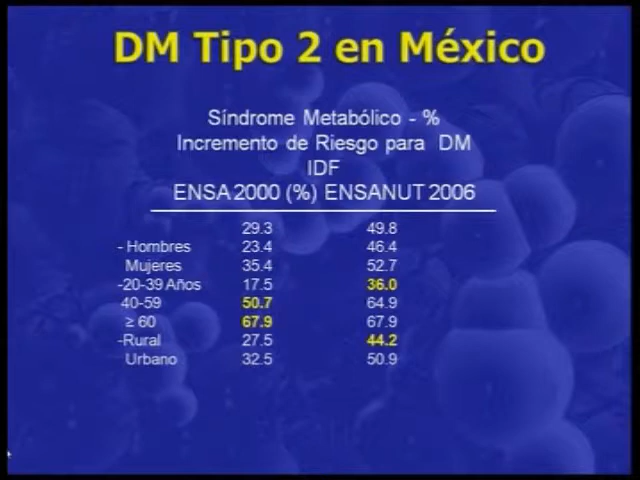 DM Tipo 2 en México
Síndrome Metabólico - %
Incremento de Riesgo para DM
IDF
ENSA 2000 (%) ENSANUT 2006
29.3 49.8
- Hombres 23.4 46.4
Mujeres 35.4 52.7
-20-39 Años 17.5 36.0
40-59 50.7 64.9
≥ 60 67.9 67.9
-Rural 27.5 44.2
Urbano 32.5 50.9